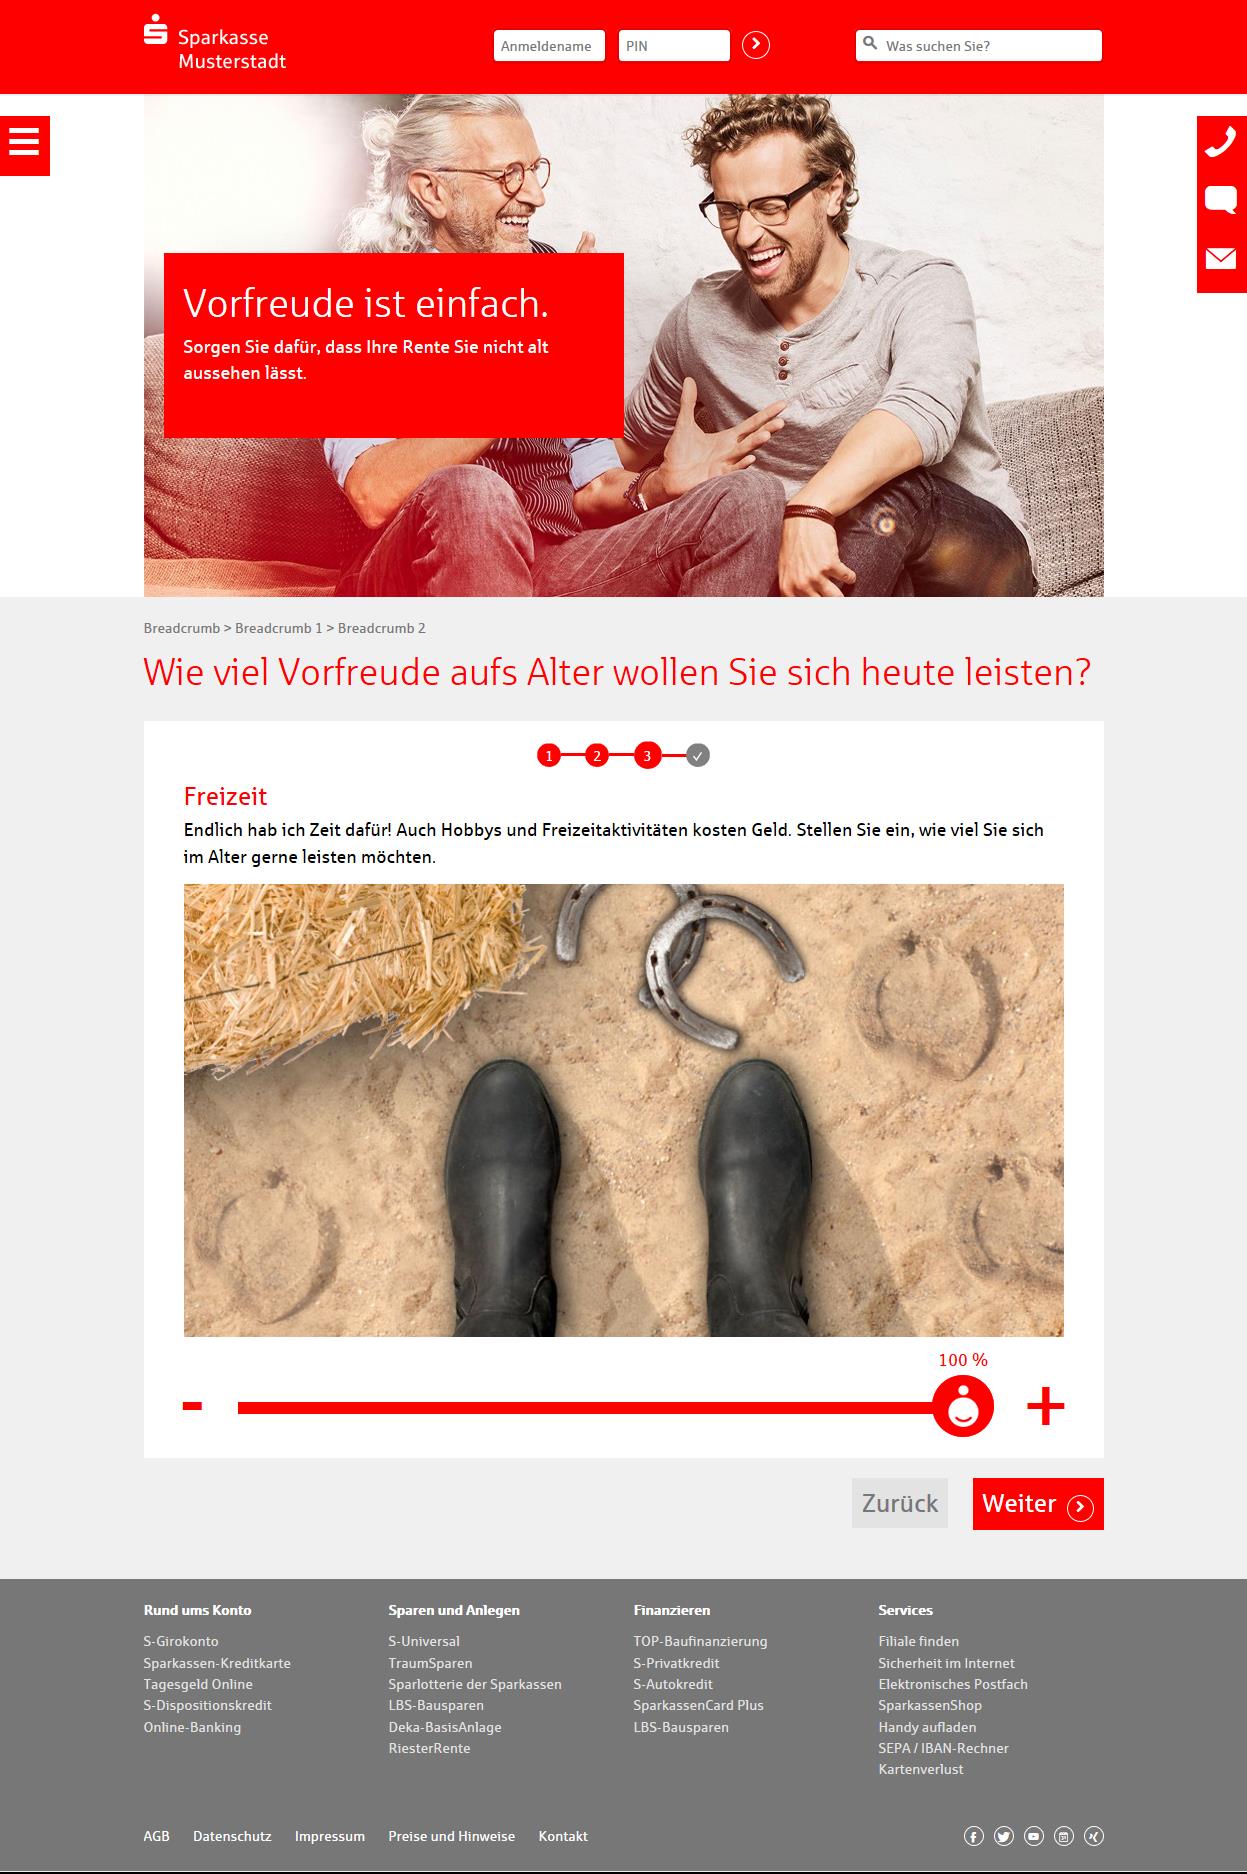 Sparkasse
Musterstadt
Anmeldename
PIN
Was suchen Sie?
Vorfreude ist einfach.
Sorgen Sie dafür, dass Ihre Rente Sie nicht alt
aussehen lässt.
Breadcrumb > Breadcrumb 1 > Breadcrumb 2
Wie viel Vorfreude aufs Alter wollen Sie sich heute leisten?
1 2 3
Freizeit
Endlich hab ich Zeit dafür! Auch Hobbys und Freizeitaktivitäten kosten Geld. Stellen Sie ein, wie viel Sie sich
im Alter gerne leisten möchten.
100 %
- +
Zurück
Weiter
Rund ums Konto
S-Girokonto
Sparkassen-Kreditkarte
Tagesgeld Online
S-Dispositionskredit
Online-Banking
Sparen und Anlegen
S-Universal
TraumSparen
Sparlotterie der Sparkassen
LBS-Bausparen
Deka-BasisAnlage
RiesterRente
Finanzieren
TOP-Baufinanzierung
S-Privatkredit
S-Autokredit
SparkassenCard Plus
LBS-Bausparen
Services
Filiale finden
Sicherheit im Internet
Elektronisches Postfach
SparkassenShop
Handy aufladen
SEPA / IBAN-Rechner
Kartenverlust
AGB Datenschutz Impressum Preise und Hinweise Kontakt